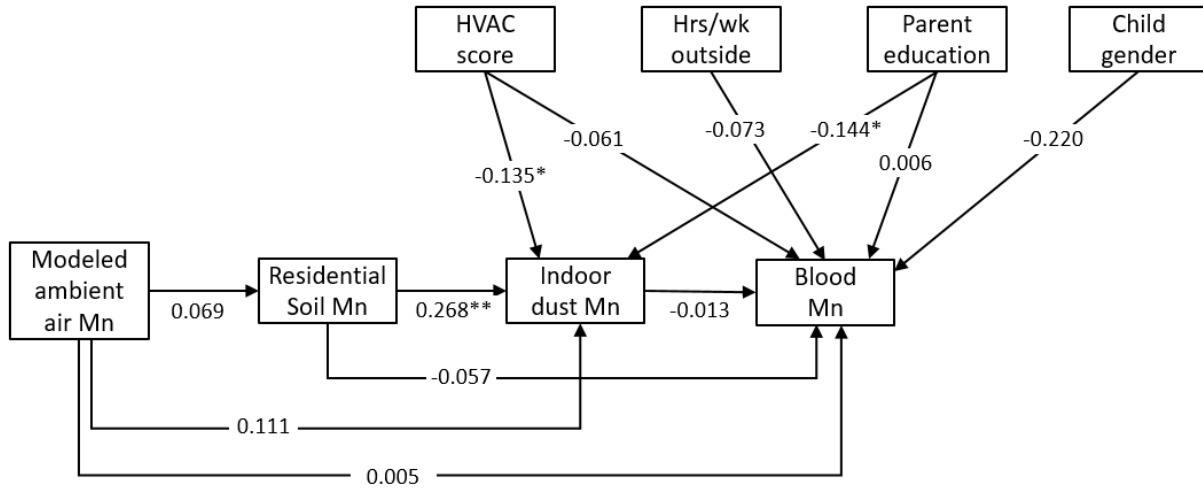 HVAC
score
Hrs/wk
outside
Parent
education
Child
gender
-0.061
-0.073
-0.144*
-0.220
0.006
-0.135*
Modeled
ambient
air Mn
0.069
Residential
Soil Mn
0.268**
Indoor
dust Mn
-0.013
Blood
Mn
-0.057
0.111
0.005